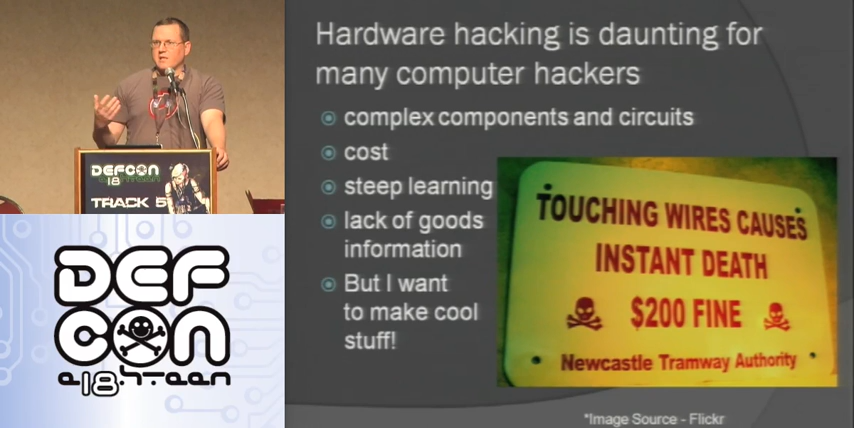 DEFCON
18
TRACK 5
DEF
CON
e18hteen
Hardware hacking is daunting for
many computer hackers
complex components and circuits
cost
steep learning
lack of goods
information
But I want
to make cool
stuff!
TOUCHING WIRES CAUSES
INSTANT DEATH
$200 FINE
Newcastle Tramway Authority
*Image Source - Flickr